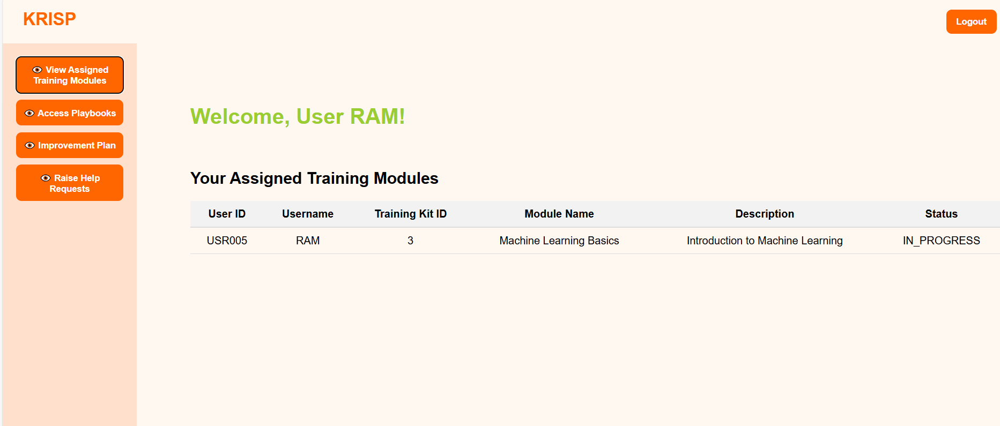 KRISP
Logout
View Assigned
Training Modules
Access Playbooks
Improvement Plan
Raise Help
Requests
Welcome, User RAM!
Your Assigned Training Modules
User ID Username Training Kit ID Module Name Description Status
USR005 RAM 3 Machine Learning Basics Introduction to Machine Learning IN_PROGRESS